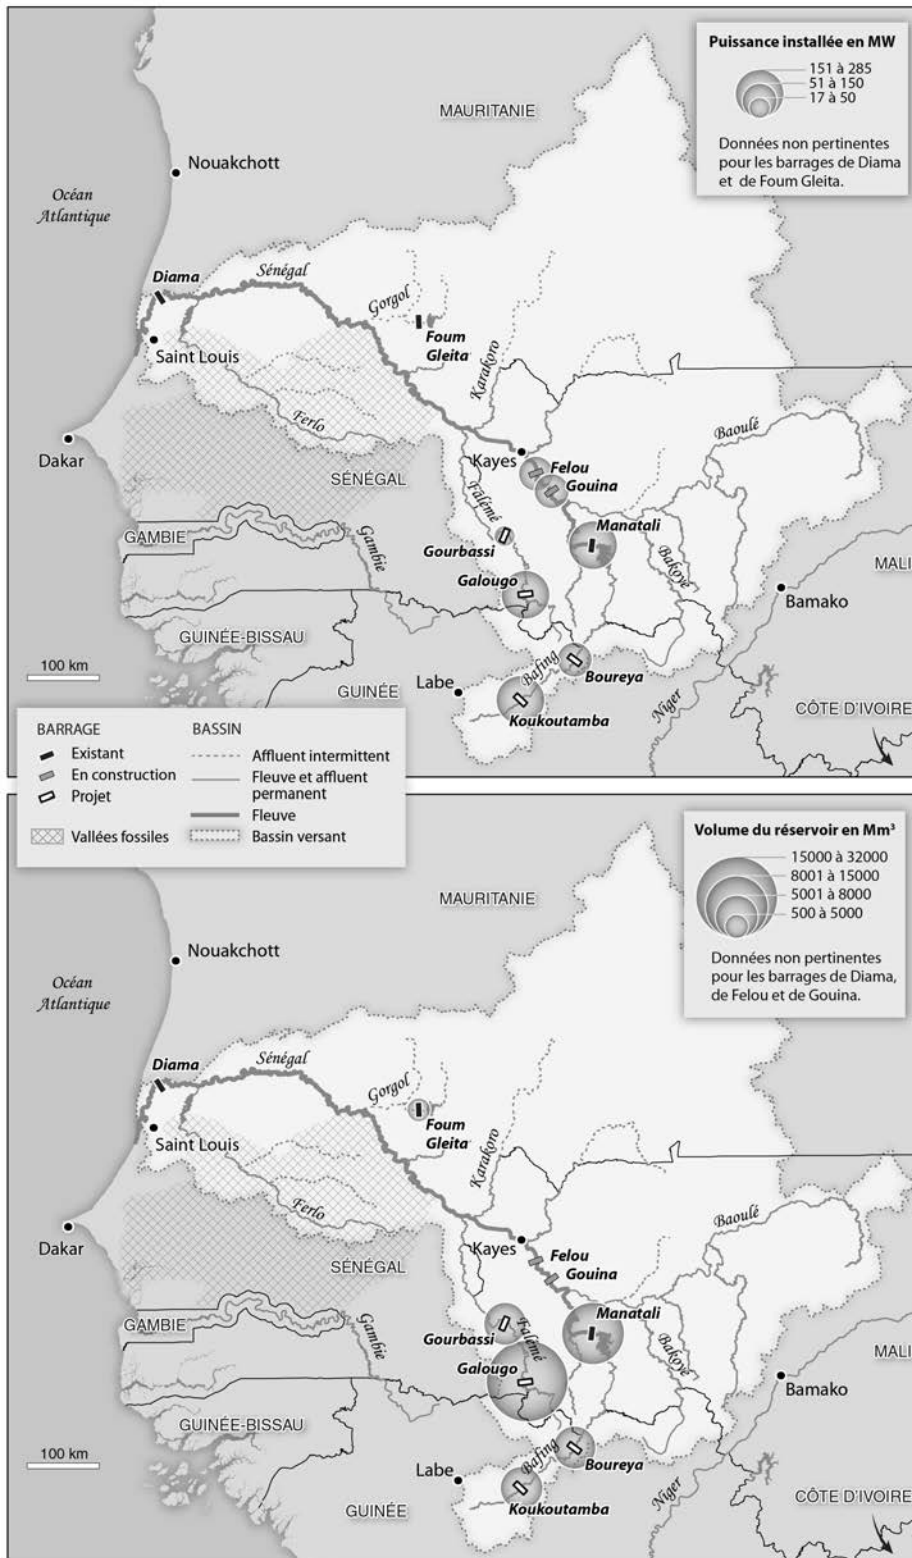 Puissance installée en MW
151 à 285
51 à 150
17 à 50
Données non pertinentes
pour les barrages de Diama
et de Foum Gleita.
MAURITANIE
Nouakchott
Océan
Atlantique
Diama
Sénégal
Gorgol
Foum
Gleita
Saint Louis
Karakoro
Ferlo
Baoulé
Dakar
Kayes
Felou
Gouina
SÉNÉGAL
Falémé
Manatali
GAMBIE
Gambie
Gourbassi
Bakoyé
MALI
Galougo
Bamako
GUINÉE-BISSAU
100 km
Labe
Bafing
Boureya
GUINÉE
Koukoutamba
Niger
CÔTE D'IVOIRE
BARRAGE
Existant
En construction
Projet
Vallées fossiles
BASSIN
Affluent intermittent
Fleuve et affluent
permanent
Fleuve
Bassin versant
Volume du réservoir en Mm³
15000 à 32000
8001 à 15000
5001 à 8000
500 à 5000
Données non pertinentes
pour les barrages de Diama,
de Felou et de Gouina.
MAURITANIE
Nouakchott
Océan
Atlantique
Diama
Sénégal
Gorgol
Foum
Gleita
Saint Louis
Karakoro
Ferlo
Baoulé
Dakar
Kayes
Felou
Gouina
SÉNÉGAL
Manatali
GAMBIE
Gambie
Gourbassi
Falémé
Bakoyé
MALI
Galougo
Bamako
GUINÉE-BISSAU
100 km
Labe
Bafing
Boureya
GUINÉE
Koukoutamba
Niger
CÔTE D'IVOIRE